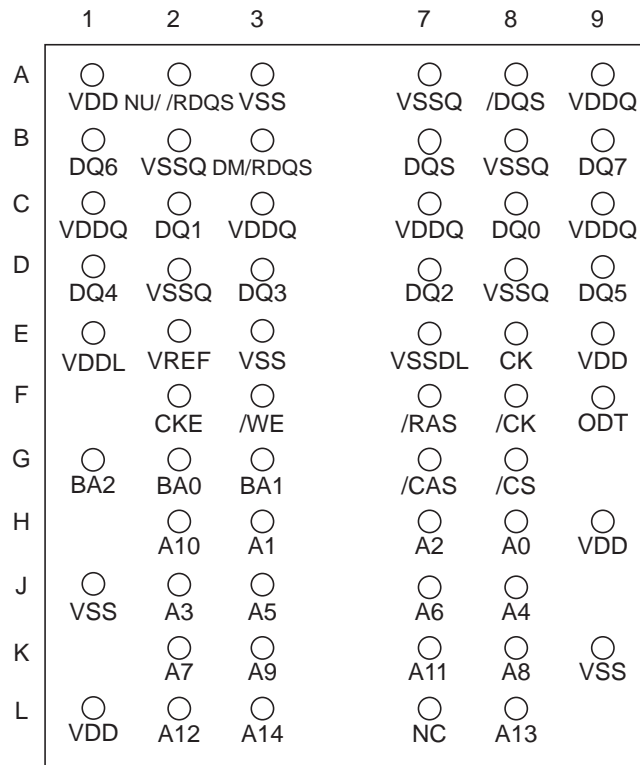 1 2 3 7 8 9
A
VDD NU/ /RDQS VSS VSSQ /DQS VDDQ
B
DQ6 VSSQ DM/RDQS DQS VSSQ DQ7
C
VDDQ DQ1 VDDQ VDDQ DQ0 VDDQ
D
DQ4 VSSQ DQ3 DQ2 VSSQ DQ5
E
VDDL VREF VSS VSSDL CK VDD
F
CKE /WE /RAS /CK ODT
G
BA2 BA0 BA1 /CAS /CS
H
A10 A1 A2 A0 VDD
J
VSS A3 A5 A6 A4
K
A7 A9 A11 A8 VSS
L
VDD A12 A14 NC A13